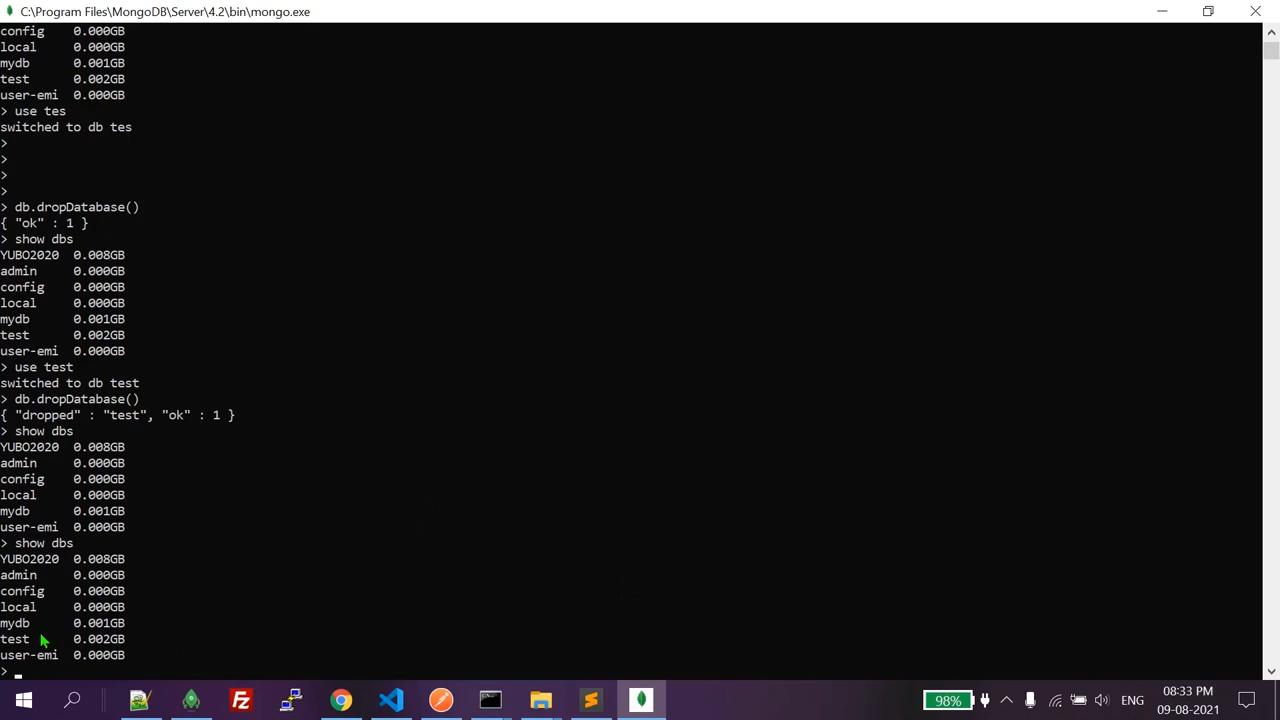 C:\Program Files\MongoDB\Server\4.2\bin\mongo.exe
config    0.000GB
local     0.000GB
mydb      0.001GB
test      0.002GB
user-emi  0.000GB
> use tes
switched to db tes
>
>
>
>
> db.dropDatabase()
{ "ok" : 1 }
> show dbs
YUBO2020  0.008GB
admin     0.000GB
config    0.000GB
local     0.000GB
mydb      0.001GB
test      0.002GB
user-emi  0.000GB
> use test
switched to db test
> db.dropDatabase()
{ "dropped" : "test", "ok" : 1 }
> show dbs
YUBO2020  0.008GB
admin     0.000GB
config    0.000GB
local     0.000GB
mydb      0.001GB
user-emi  0.000GB
> show dbs
YUBO2020  0.008GB
admin     0.000GB
config    0.000GB
local     0.000GB
mydb      0.001GB
test      0.002GB
user-emi  0.000GB
>
Fz
98%
ENG
08:33 PM
09-08-2021